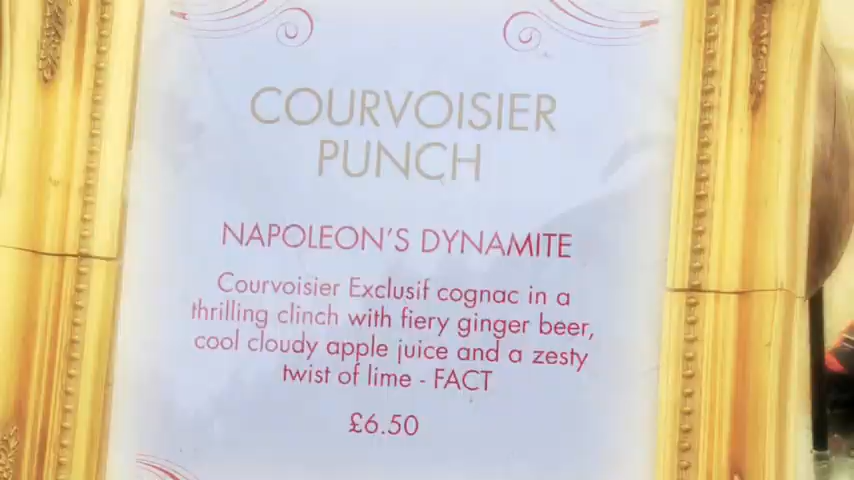 COURVOISIER
PUNCH
NAPOLEON'S DYNAMITE
Courvoisier Exclusif cognac in a
thrilling clinch with fiery ginger beer,
cool cloudy apple juice and a zesty
twist of lime - FACT
£6.50